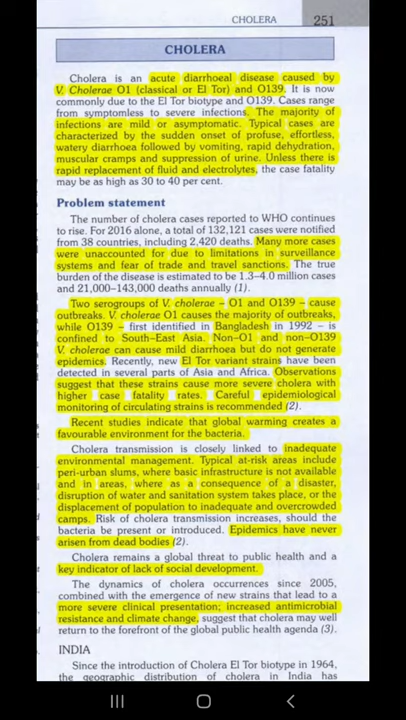 CHOLERA 251
CHOLERA
Cholera is an acute diarrhoeal disease caused by
V. Cholerae O1 (classical or El Tor) and O139. It is now
commonly due to the El Tor biotype and O139. Cases range
from symptomless to severe infections. The majority of
infections are mild or asymptomatic. Typical cases are
characterized by the sudden onset of profuse, effortless,
watery diarrhoea followed by vomiting, rapid dehydration,
muscular cramps and suppression of urine. Unless there is
rapid replacement of fluid and electrolytes, the case fatality
may be as high as 30 to 40 per cent.
Problem statement
The number of cholera cases reported to WHO continues
to rise. For 2016 alone, a total of 132,121 cases were notified
from 38 countries, including 2,420 deaths. Many more cases
were unaccounted for due to limitations in surveillance
systems and fear of trade and travel sanctions. The true
burden of the disease is estimated to be 1.3–4.0 million cases
and 21,000–143,000 deaths annually (1).
Two serogroups of V. cholerae – O1 and O139 – cause
outbreaks. V. cholerae O1 causes the majority of outbreaks,
while O139 – first identified in Bangladesh in 1992 – is
confined to South-East Asia. Non-O1 and non-O139
V. cholerae can cause mild diarrhoea but do not generate
epidemics. Recently, new El Tor variant strains have been
detected in several parts of Asia and Africa. Observations
suggest that these strains cause more severe cholera with
higher case fatality rates. Careful epidemiological
monitoring of circulating strains is recommended (2).
Recent studies indicate that global warming creates a
favourable environment for the bacteria.
Cholera transmission is closely linked to inadequate
environmental management. Typical at-risk areas include
peri-urban slums, where basic infrastructure is not available
and in areas, where as a consequence of a disaster,
disruption of water and sanitation system takes place, or the
displacement of population to inadequate and overcrowded
camps. Risk of cholera transmission increases, should the
bacteria be present or introduced. Epidemics have never
arisen from dead bodies (2).
Cholera remains a global threat to public health and a
key indicator of lack of social development.
The dynamics of cholera occurrences since 2005,
combined with the emergence of new strains that lead to a
more severe clinical presentation; increased antimicrobial
resistance and climate change, suggest that cholera may well
return to the forefront of the global public health agenda (3).
INDIA
Since the introduction of Cholera El Tor biotype in 1964,
the geographic distribution of cholera in India has